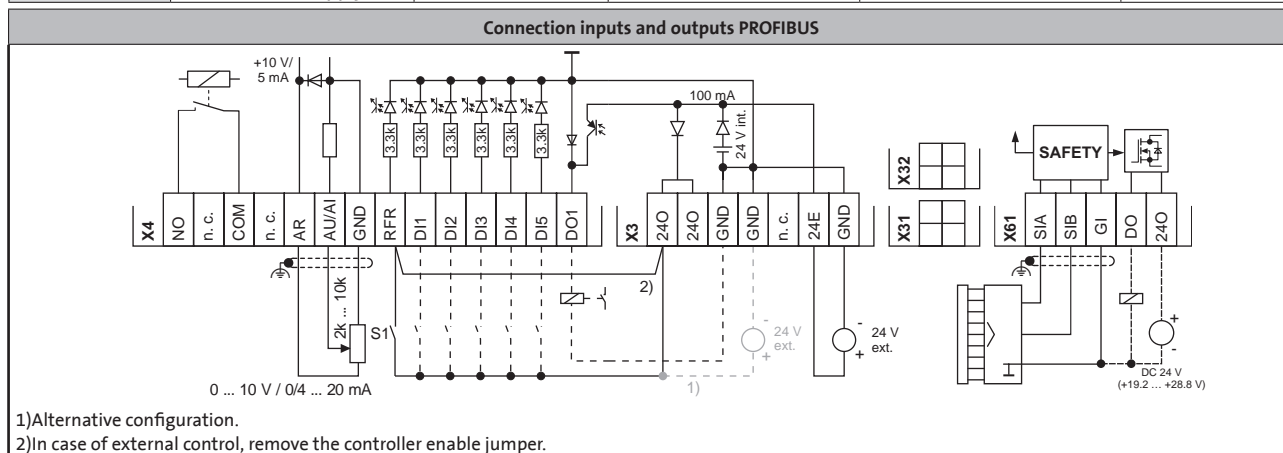 Connection inputs and outputs PROFIBUS
+10 V/
5 mA
3.3k
3.3k
3.3k
3.3k
3.3k
3.3k
100 mA
24 V int.
X4
NO
n. c.
COM
n. c.
AR
AU/AI
GND
RFR
DI1
DI2
DI3
DI4
DI5
DO1
X3
24O
24O
GND
GND
n. c.
24E
GND
X32
X31
SAFETY
X61
SIA
SIB
GI
DO
24O
2k ... 10k
S1
2)
-
24 V
ext.
+
-
24 V
ext.
+
1)
+
-
DC 24 V
(+19.2 ... +28.8 V)
0 ... 10 V / 0/4 ... 20 mA
1)Alternative configuration.
2)In case of external control, remove the controller enable jumper.